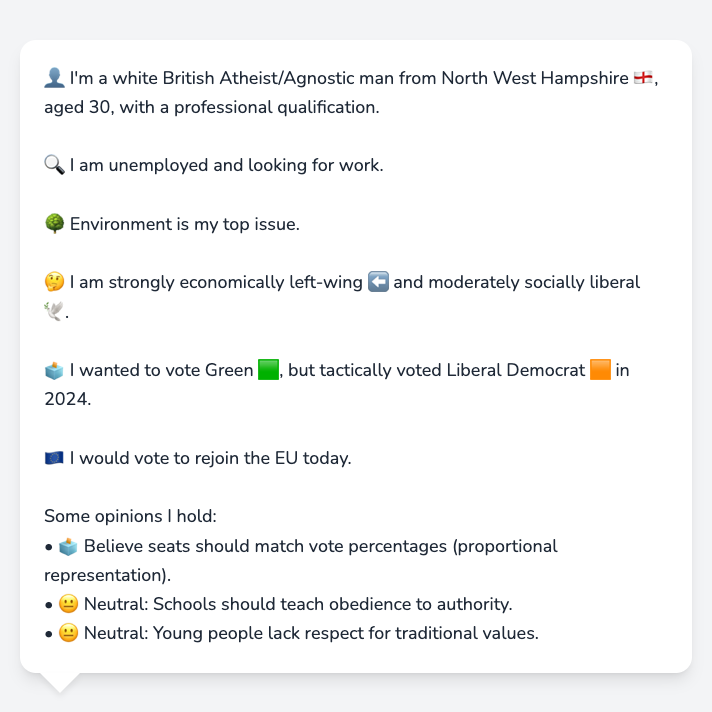 👤 I'm a white British Atheist/Agnostic man from North West Hampshire 🏴󠁧󠁢󠁥󠁮󠁧󠁿,
aged 30, with a professional qualification.
🔍 I am unemployed and looking for work.
🌳 Environment is my top issue.
🤔 I am strongly economically left-wing ⬅️ and moderately socially liberal
🕊️.
🗳️ I wanted to vote Green 🟩, but tactically voted Liberal Democrat 🟧 in
2024.
🇪🇺 I would vote to rejoin the EU today.
Some opinions I hold:
• 🗳️ Believe seats should match vote percentages (proportional
representation).
• 😐 Neutral: Schools should teach obedience to authority.
• 😐 Neutral: Young people lack respect for traditional values.